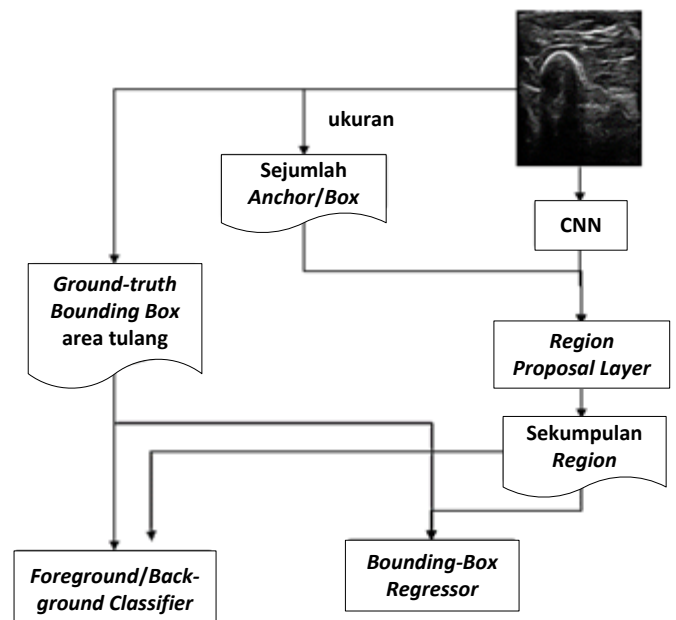 ukuran
Sejumlah
Anchor/Box
CNN
Ground-truth
Bounding Box
area tulang
Region
Proposal Layer
Sekumpulan
Region
Foreground/Back-
ground Classifier
Bounding-Box
Regressor